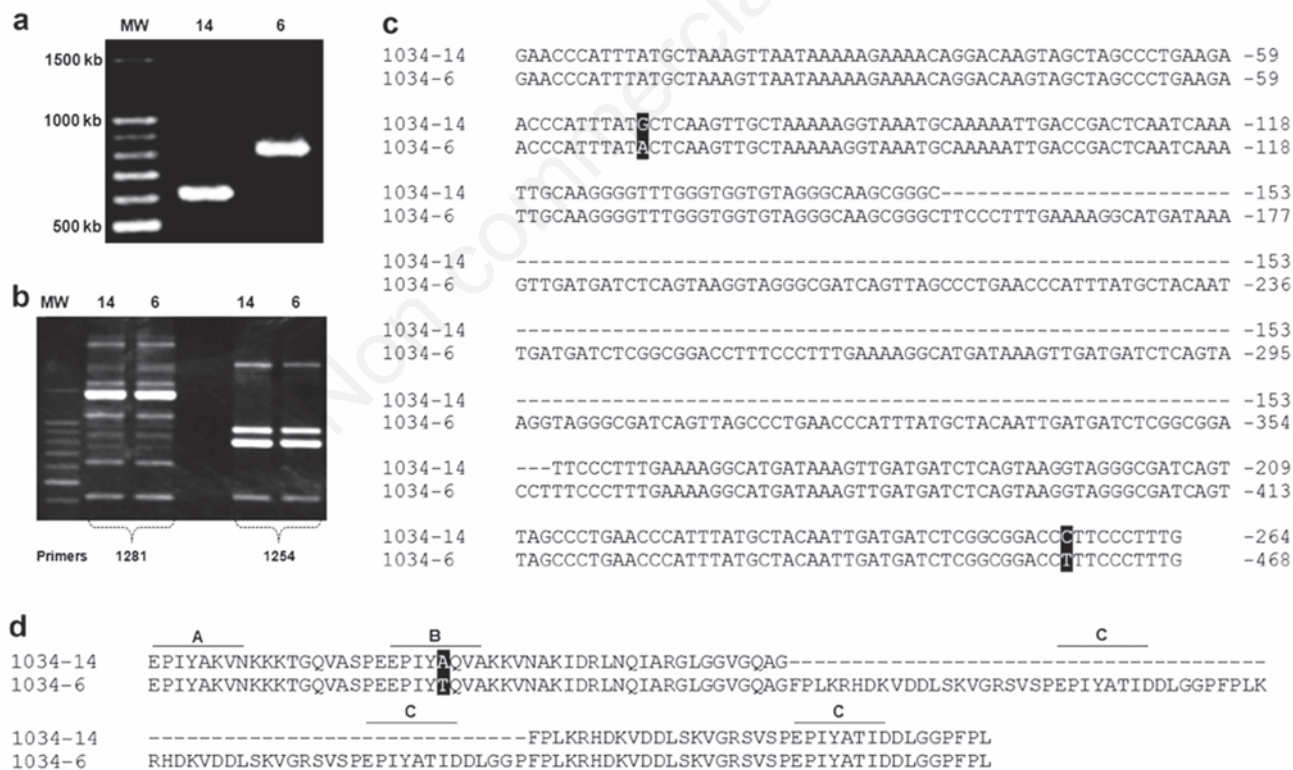 a
MW 14 6
1500 kb
1000 kb
500 kb
b
MW 14 6 14 6
Primers 1281 1254
c
1034-14 GAACCCATTTATGCTAAAGTTAATAAAAAGAAAACAGGACAAGTAGCTAGCCCTGAAGA -59
1034-6 GAACCCATTTATGCTAAAGTTAATAAAAAGAAAACAGGACAAGTAGCTAGCCCTGAAGA -59
1034-14 ACCCATTTATGCTCAAGTTGCTAAAAAGGTAAATGCAAAAATTGACCGACTCAATCAAA -118
1034-6 ACCCATTTATACTCAAGTTGCTAAAAAGGTAAATGCAAAAATTGACCGACTCAATCAAA -118
1034-14 TTGCAAGGGGTTTGGGTGGTGTAGGGCAAGCGGGC------------------------ -153
1034-6 TTGCAAGGGGTTTGGGTGGTGTAGGGCAAGCGGGCTTCCCTTTGAAAAGGCATGATAAA -177
1034-14 ----------------------------------------------------------- -153
1034-6 GTTGATGATCTCAGTAAGGTAGGGCGATCAGTTAGCCCTGAACCCATTTATGCTACAAT -236
1034-14 ----------------------------------------------------------- -153
1034-6 TGATGATCTCGGCGGACCTTTCCCTTTGAAAAGGCATGATAAAGTTGATGATCTCAGTA -295
1034-14 ----------------------------------------------------------- -153
1034-6 AGGTAGGGCGATCAGTTAGCCCTGAACCCATTTATGCTACAATTGATGATCTCGGCGGA -354
1034-14 ---TTCCCTTTGAAAAGGCATGATAAAGTTGATGATCTCAGTAAGGTAGGGCGATCAGT -209
1034-6 CCTTTCCCTTTGAAAAGGCATGATAAAGTTGATGATCTCAGTAAGGTAGGGCGATCAGT -413
1034-14 TAGCCCTGAACCCATTTATGCTACAATTGATGATCTCGGCGGACCCTTCCCTTTG -264
1034-6 TAGCCCTGAACCCATTTATGCTACAATTGATGATCTCGGCGGACCTTTCCCTTTG -468
d
A B C
1034-14 EPIYAKVNKKKTGQVASPEEPIYAQVAKKVNAKIDRLNQIARGLGGVGQAG----------------------------------------
1034-6 EPIYAKVNKKKTGQVASPEEPIYTQVAKKVNAKIDRLNQIARGLGGVGQAGFPLKRHDKVDDLSKVGRSVSPEPIYATIDDLGGPFPLK
C C
1034-14 --------------------------------FPLKRHDKVDDLSKVGRSVSPEPIYATIDDLGGPFPL
1034-6 RHDKVDDLSKVGRSVSPEPIYATIDDLGGPFPLKRHDKVDDLSKVGRSVSPEPIYATIDDLGGPFPL